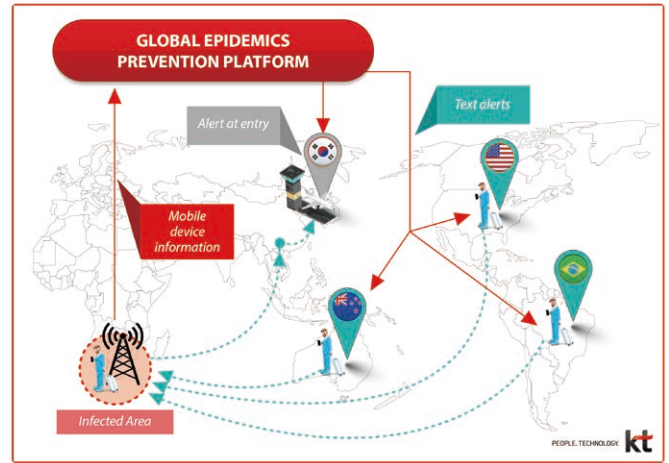 GLOBAL EPIDEMICS
PREVENTION PLATFORM
Alert at entry
Text alerts
Mobile
device
information
Infected Area
PEOPLE. TECHNOLOGY.
kt